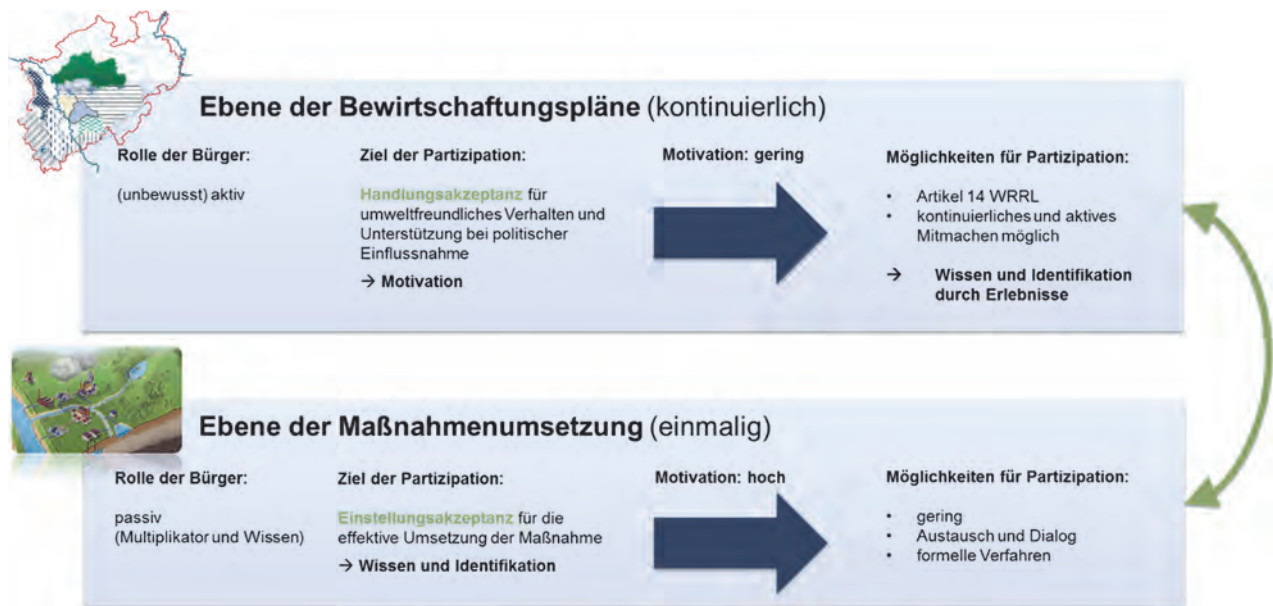 Ebene der Bewirtschaftungspläne (kontinuierlich)
Rolle der Bürger:
(unbewusst) aktiv
Ziel der Partizipation:
Handlungsakzeptanz für
umweltfreundliches Verhalten und
Unterstützung bei politischer
Einflussnahme
→ Motivation
Motivation: gering
Möglichkeiten für Partizipation:
• Artikel 14 WRRL
• kontinuierliches und aktives
Mitmachen möglich
→ Wissen und Identifikation
durch Erlebnisse
Ebene der Maßnahmenumsetzung (einmalig)
Rolle der Bürger:
passiv
(Multiplikator und Wissen)
Ziel der Partizipation:
Einstellungsakzeptanz für die
effektive Umsetzung der Maßnahme
→ Wissen und Identifikation
Motivation: hoch
Möglichkeiten für Partizipation:
• gering
• Austausch und Dialog
• formelle Verfahren